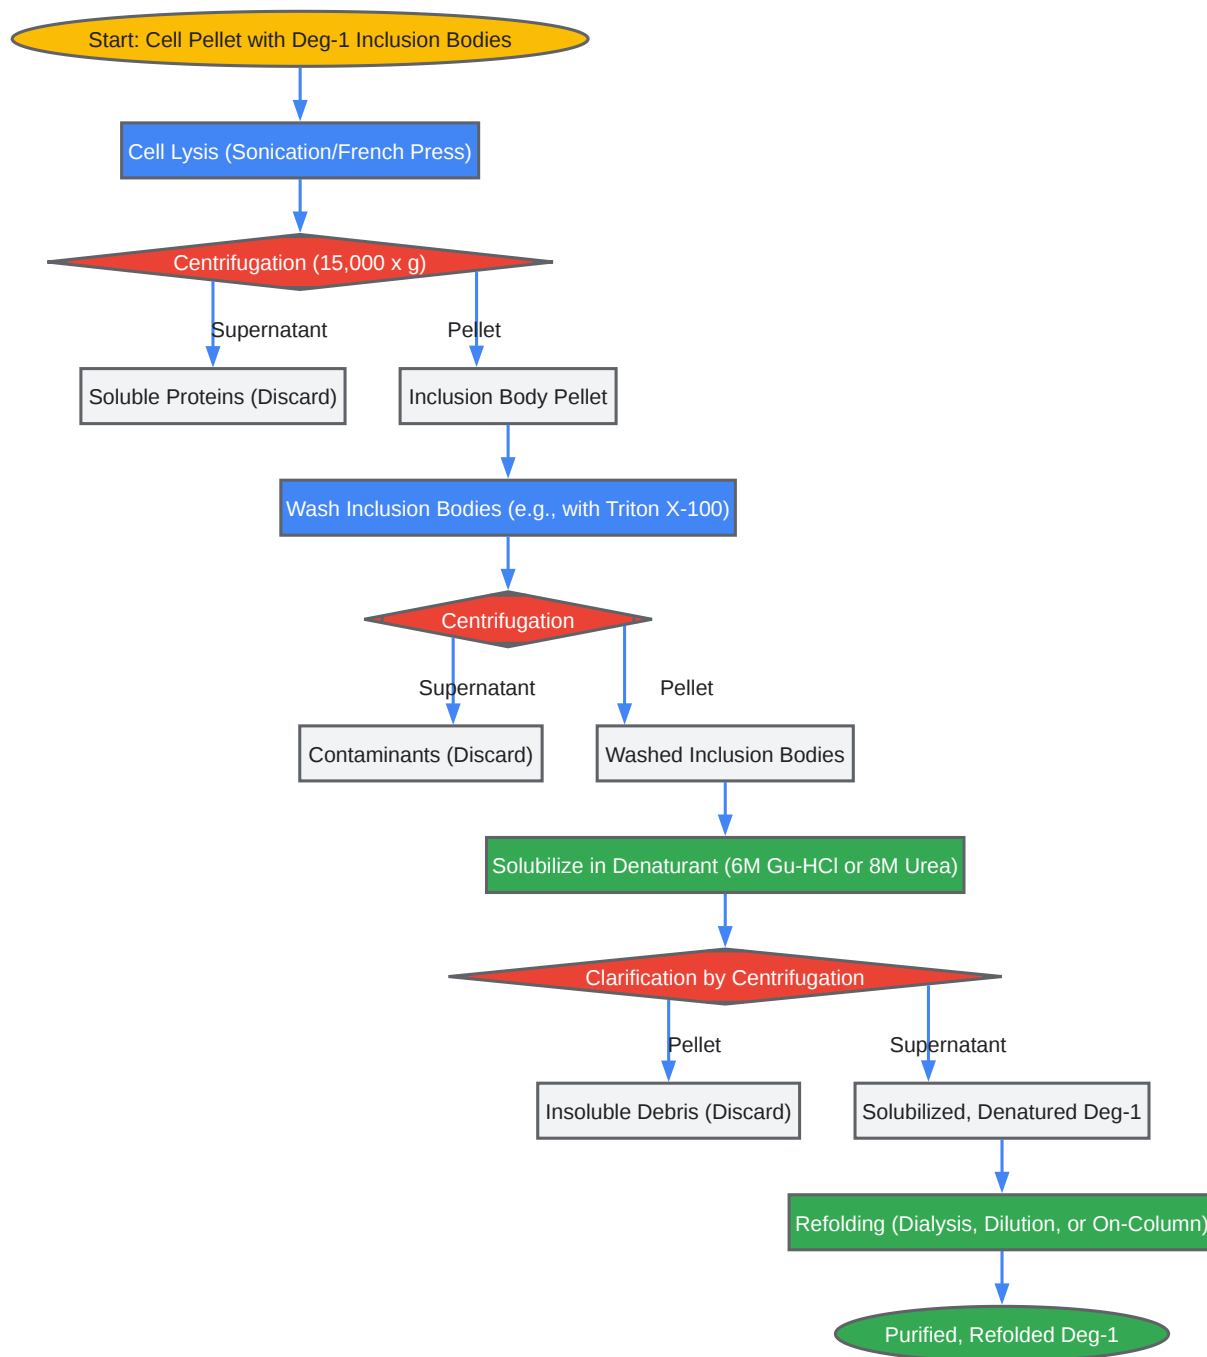 Start: Cell Pellet with Deg-1 Inclusion Bodies
Cell Lysis (Sonication/French Press)
Centrifugation (15,000 x g)
Supernatant
Pellet
Soluble Proteins (Discard)
Inclusion Body Pellet
Wash Inclusion Bodies (e.g., with Triton X-100)
Centrifugation
Supernatant
Pellet
Contaminants (Discard)
Washed Inclusion Bodies
Solubilize in Denaturant (6M Gu-HCl or 8M Urea)
Clarification by Centrifugation
Pellet
Supernatant
Insoluble Debris (Discard)
Solubilized, Denatured Deg-1
Refolding (Dialysis, Dilution, or On-Column)
Purified, Refolded Deg-1